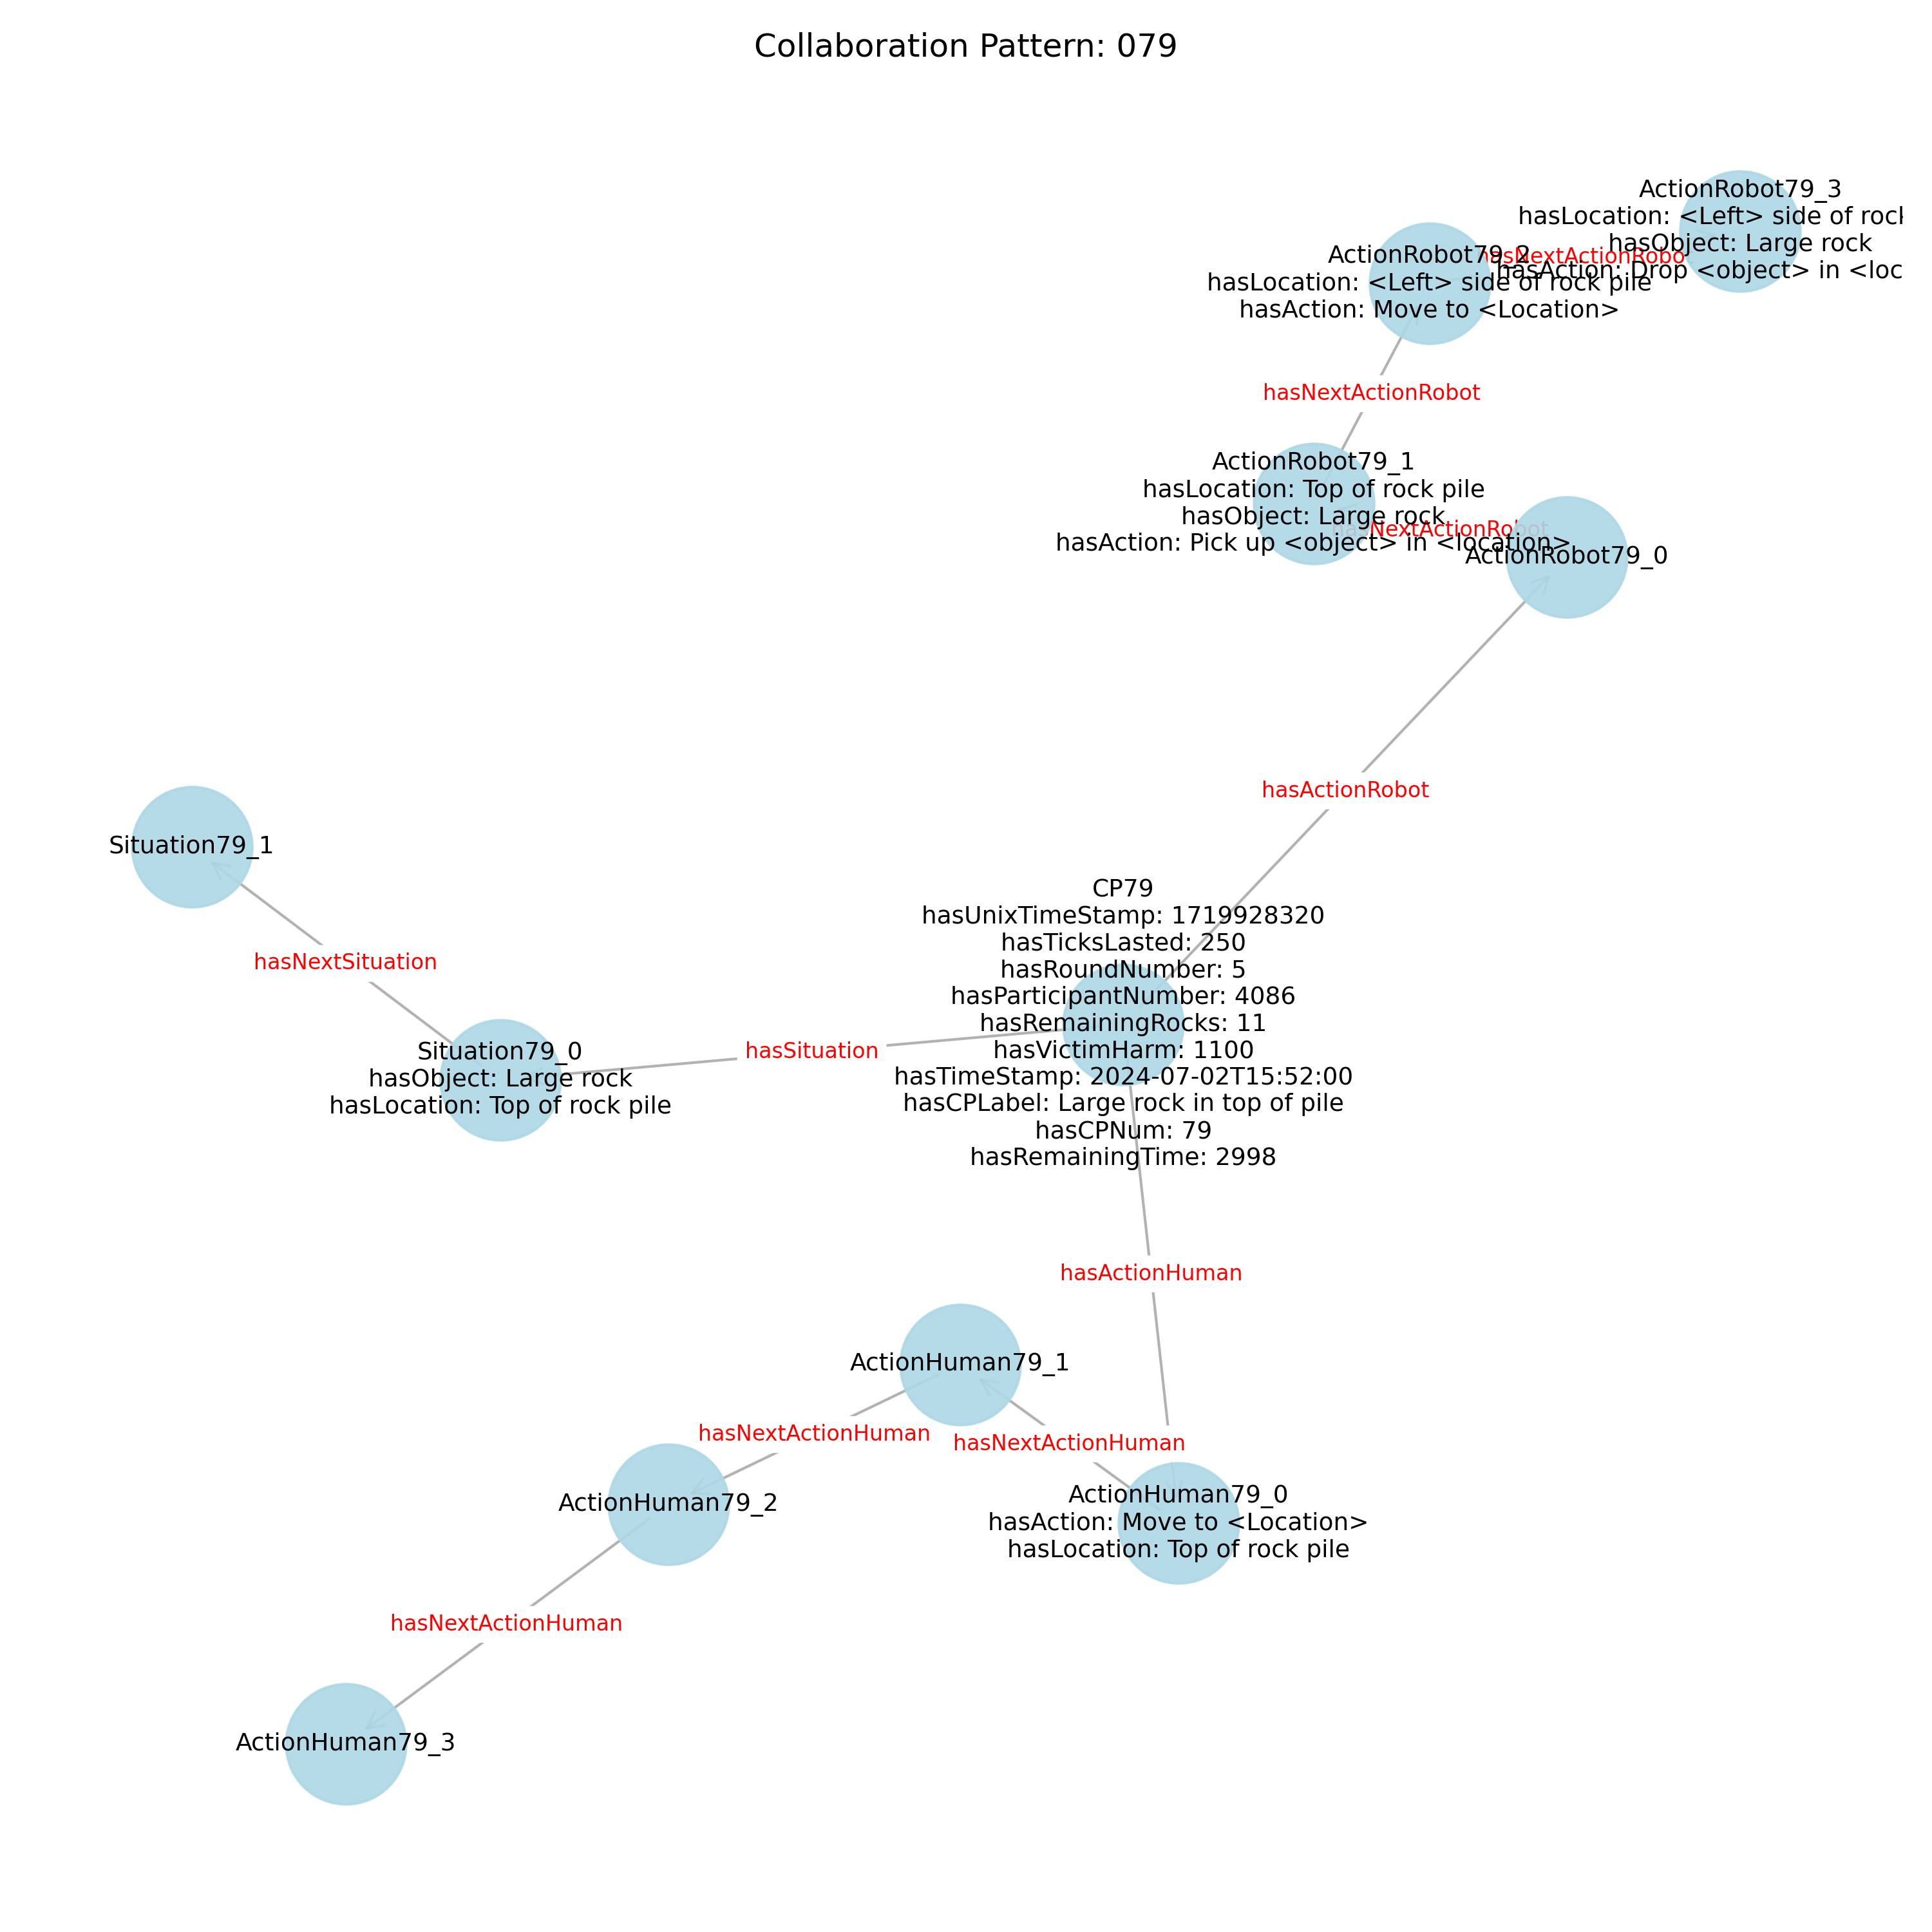 Collaboration Pattern: 079
ActionRobot79_3
hasLocation: <Left> side of rock
hasObject: Large rock
hasAction: Drop <object> in <loc
hasNextActionRobo
ActionRobot79_2
hasLocation: <Left> side of rock pile
hasAction: Move to <Location>
hasNextActionRobot
ActionRobot79_1
hasLocation: Top of rock pile
hasObject: Large rock
hasAction: Pick up <object> in <location>
hasNextActionRobot
ActionRobot79_0
hasActionRobot
Situation79_1
hasNextSituation
Situation79_0
hasObject: Large rock
hasLocation: Top of rock pile
hasSituation
CP79
hasUnixTimeStamp: 1719928320
hasTicksLasted: 250
hasRoundNumber: 5
hasParticipantNumber: 4086
hasRemainingRocks: 11
hasVictimHarm: 1100
hasTimeStamp: 2024-07-02T15:52:00
hasCPLabel: Large rock in top of pile
hasCPNum: 79
hasRemainingTime: 2998
hasActionHuman
ActionHuman79_1
hasNextActionHuman
hasNextActionHuman
ActionHuman79_2
ActionHuman79_0
hasAction: Move to <Location>
hasLocation: Top of rock pile
hasNextActionHuman
ActionHuman79_3